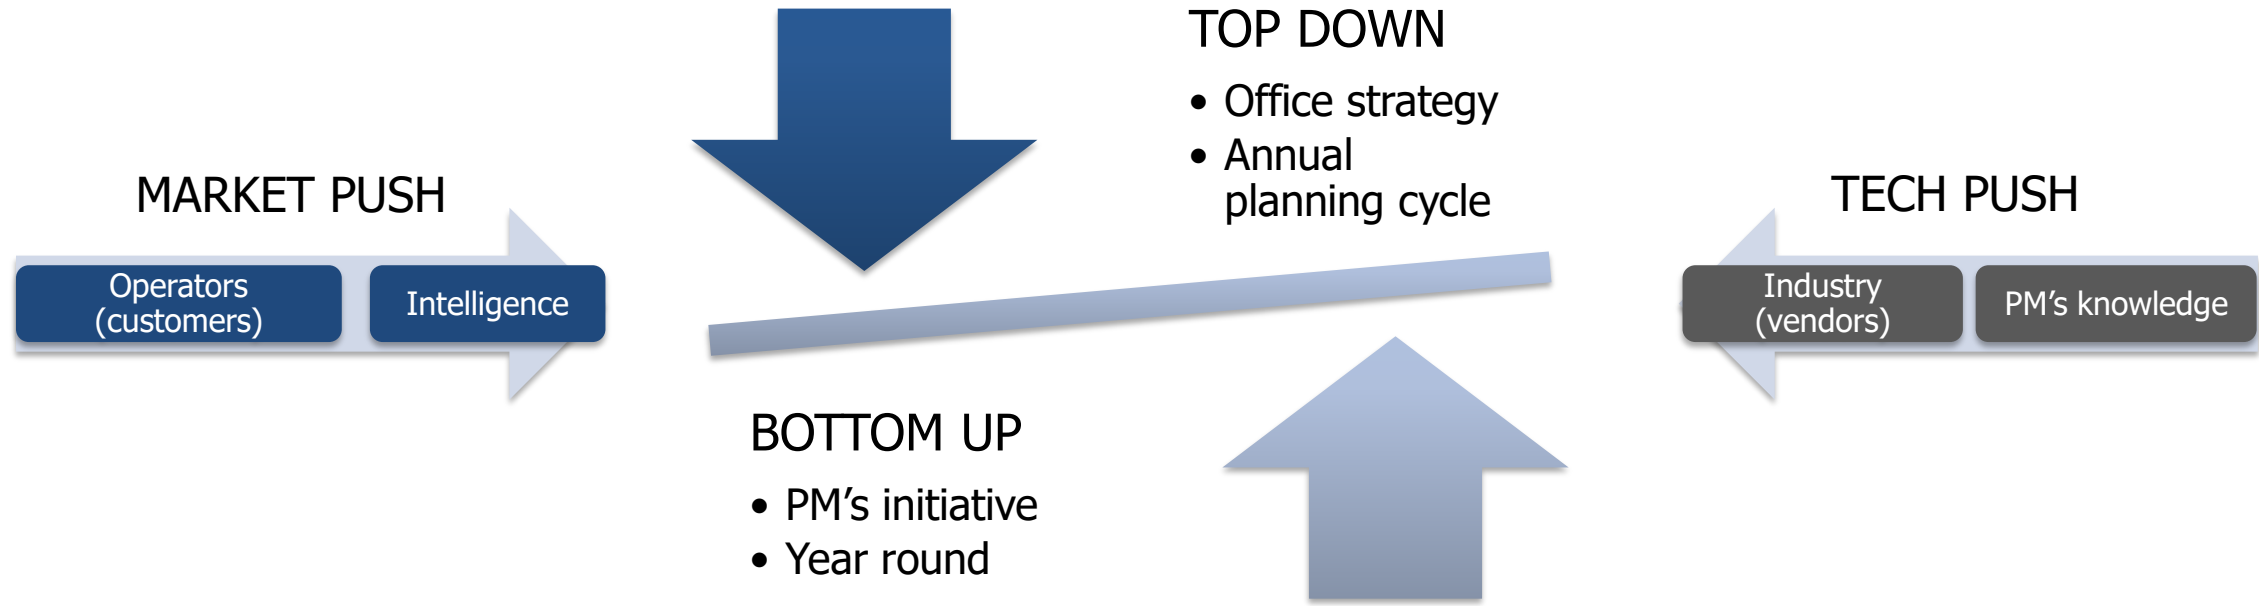 MARKET PUSH
Operators
(customers)
Intelligence
TOP DOWN
• Office strategy
• Annual
planning cycle
BOTTOM UP
• PM’s initiative
• Year round
TECH PUSH
Industry
(vendors)
PM’s knowledge